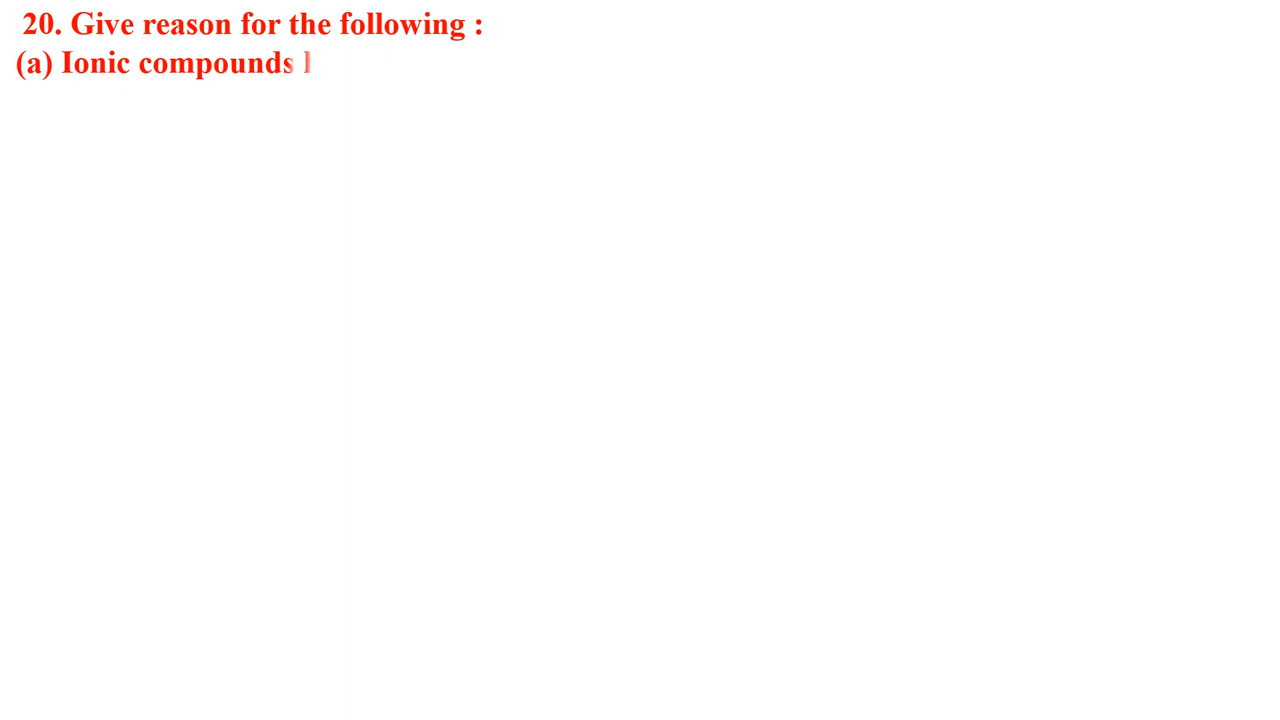 20. Give reason for the following :
(a) Ionic compounds